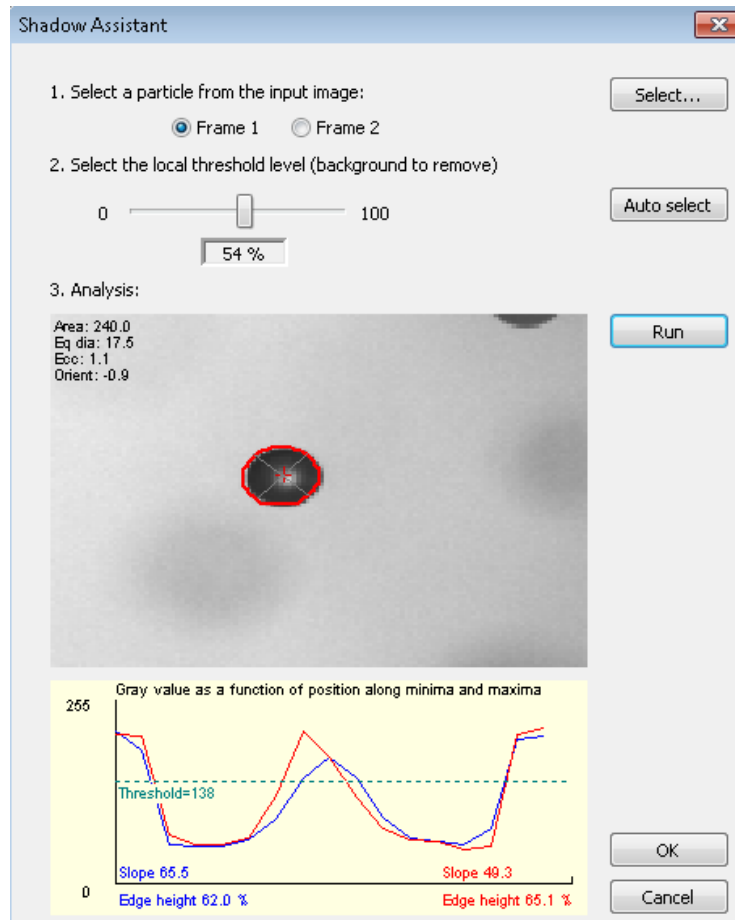 Shadow Assistant
1. Select a particle from the input image:
Select...
Frame 1 Frame 2
2. Select the local threshold level (background to remove)
0 100
Auto select
54 %
3. Analysis:
Area: 240.0
Eq dia: 17.5
Ecc: 1.1
Orient: -0.9
Run
Gray value as a function of position along minima and maxima
255
Threshold=138
Slope 65.5 Slope 49.3
0
Edge height 62.0 % Edge height 65.1 %
OK
Cancel